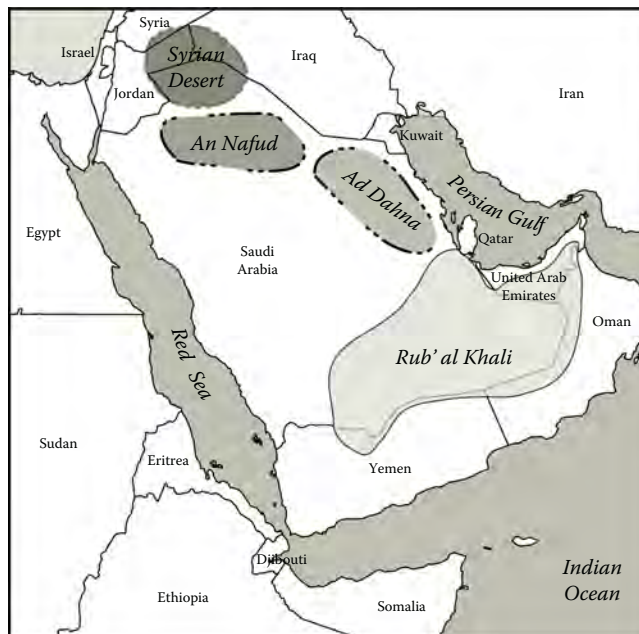 Syria
Israel
Syrian
Desert
Iraq
Jordan
Iran
An Nafud
Kuwait
Ad Dahna
Persian Gulf
Egypt
Saudi
Arabia
Qatar
United Arab
Emirates
Oman
Red Sea
Rub' al Khali
Sudan
Eritrea
Yemen
Djibouti
Indian
Ocean
Ethiopia
Somalia